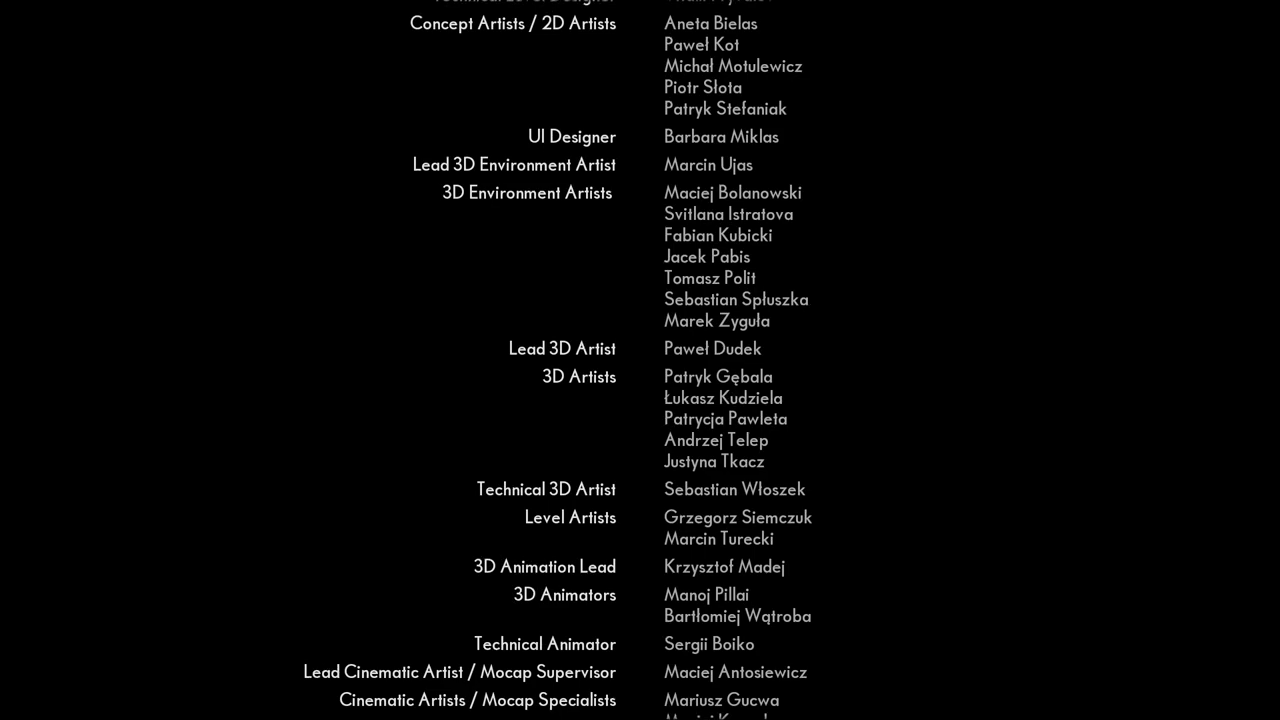 Concept Artists / 2D Artists Aneta Bielas
Paweł Kot
Michał Motulewicz
Piotr Słota
Patryk Stefaniak
UI Designer Barbara Miklas
Lead 3D Environment Artist Marcin Ujas
3D Environment Artists Maciej Bolanowski
Svitlana Istratova
Fabian Kubicki
Jacek Pabis
Tomasz Polit
Sebastian Spłuszka
Marek Zyguła
Lead 3D Artist Paweł Dudek
3D Artists Patryk Gębala
Łukasz Kudziela
Patrycja Pawleta
Andrzej Telep
Justyna Tkacz
Technical 3D Artist Sebastian Włoszek
Level Artists Grzegorz Siemczuk
Marcin Turecki
3D Animation Lead Krzysztof Madej
3D Animators Manoj Pillai
Bartłomiej Wątroba
Technical Animator Sergii Boiko
Lead Cinematic Artist / Mocap Supervisor Maciej Antosiewicz
Cinematic Artists / Mocap Specialists Mariusz Gucwa